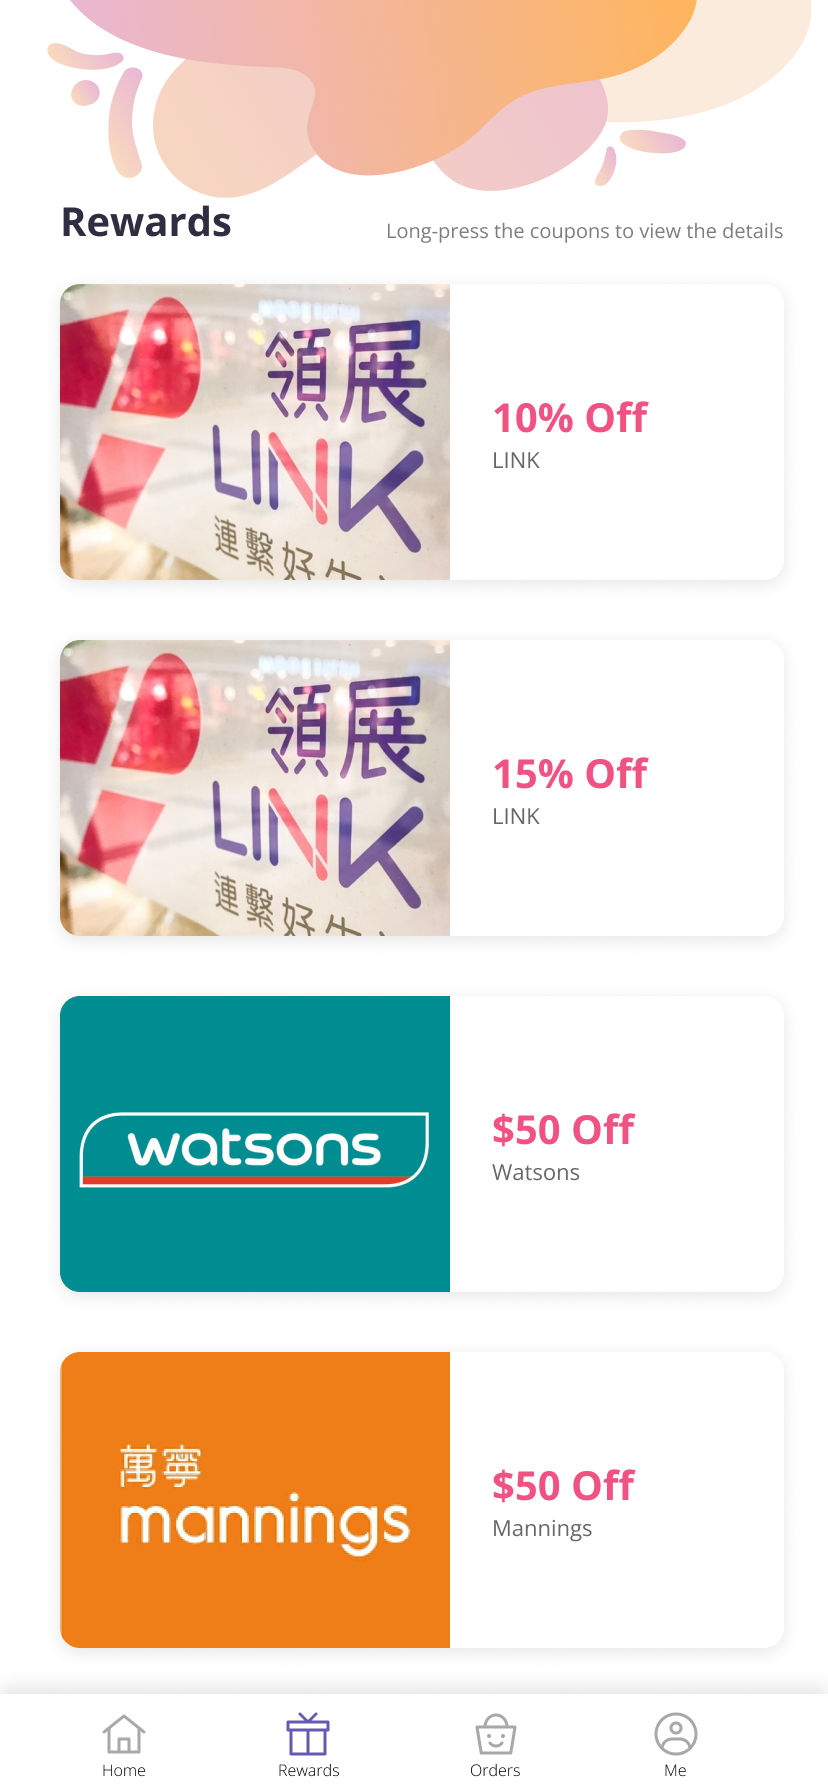 Rewards
Long-press the coupons to view the details
領展
LINK
連繫好生
10% Off
LINK
領展
LINK
連繫好生
15% Off
LINK
watsons
$50 Off
Watsons
萬寧
mannings
$50 Off
Mannings
Home
Rewards
Orders
Me